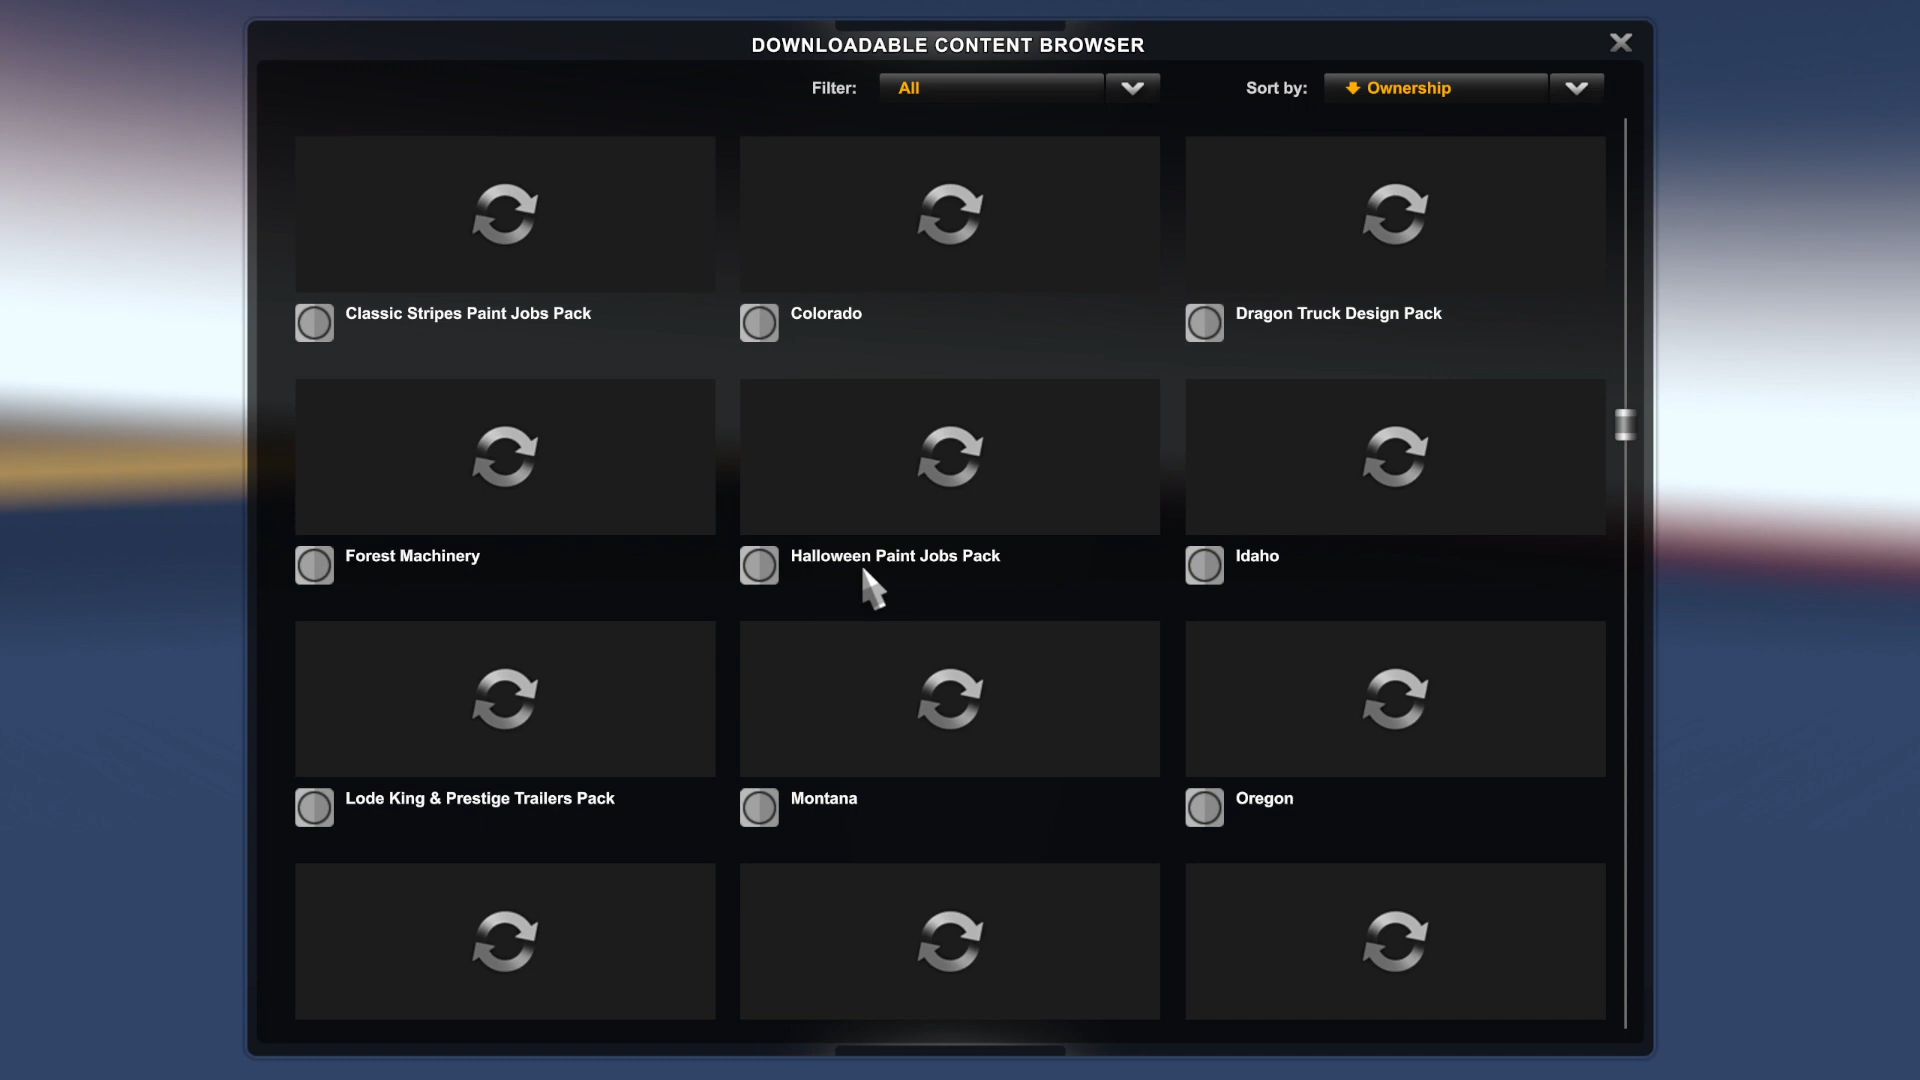 DOWNLOADABLE CONTENT BROWSER
Filter: All Sort by: Ownership
Classic Stripes Paint Jobs Pack Colorado Dragon Truck Design Pack
Forest Machinery Halloween Paint Jobs Pack Idaho
Lode King & Prestige Trailers Pack Montana Oregon